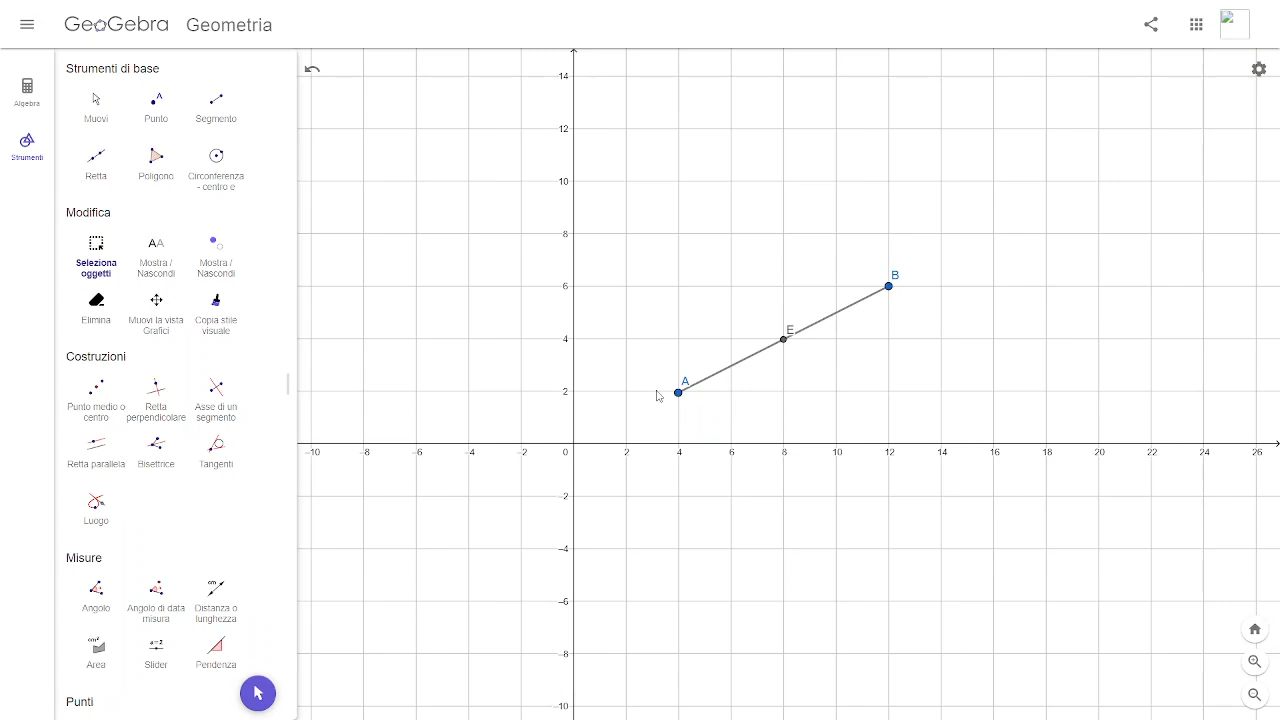 GeoGebra Geometria
Algebra
Strumenti
Strumenti di base
Muovi
Punto
Segmento
Retta
Poligono
Circonferenza
- centro e
Modifica
Seleziona
oggetti
AA
Mostra /
Nascondi
Mostra /
Nascondi
Elimina
Muovi la vista
Grafici
Copia stile
visuale
Costruzioni
Punto medio o
centro
Retta
perpendicolare
Asse di un
segmento
Retta parallela
Bisettrice
Tangenti
Luogo
Misure
Angolo
Angolo di data
misura
cm
Distanza o
lunghezza
cm²
Area
a=2
Slider
Pendenza
Punti
14
12
10
8
6
4
2
−2
−4
−6
−8
−10
−10 −8 −6 −4 −2 0 2 4 6 8 10 12 14 16 18 20 22 24 26
B
E
A